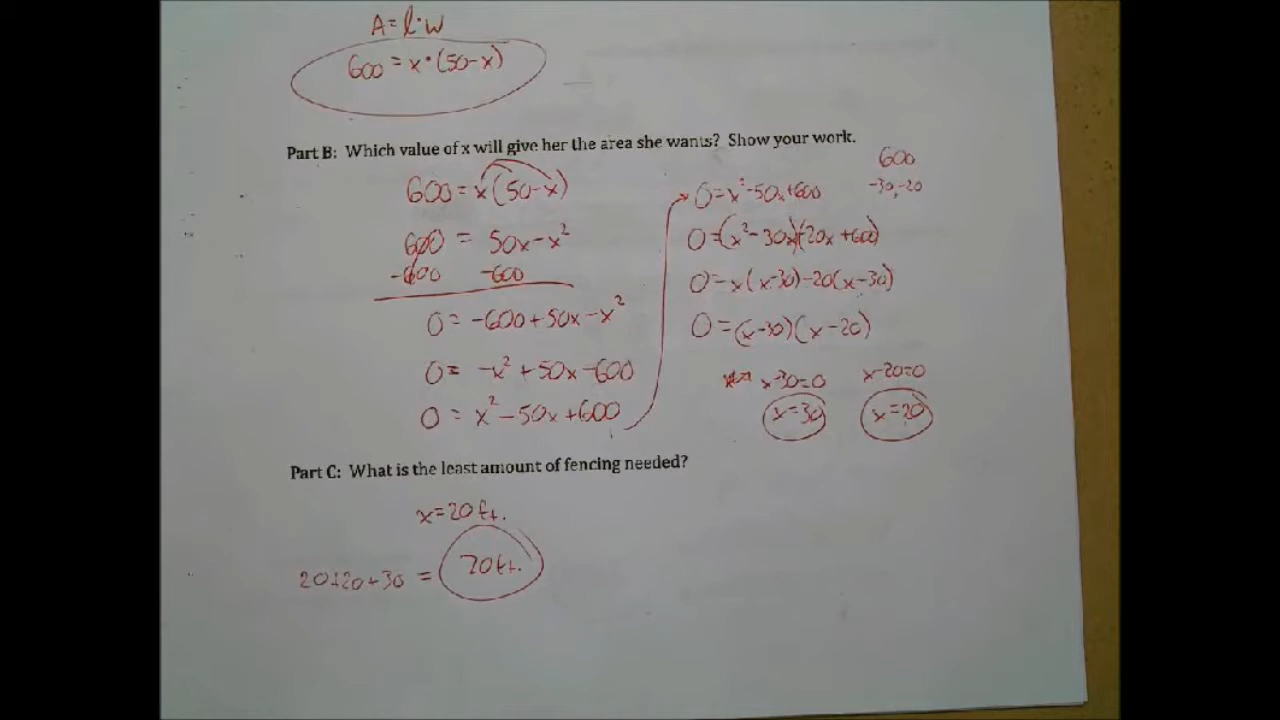 A = l · w
600 = x · (50-x)
Part B: Which value of x will give her the area she wants? Show your work.
600 = x(50-x)
600 = 50x - x²
-600 -600
0 = -600 + 50x - x²
0 = -x² + 50x - 600
0 = x² - 50x + 600
600
-30, -20
0 = x² - 50x + 600
0 = (x² - 30x)(-20x + 600)
0 = x(x-30) - 20(x-30)
0 = (x-30)(x-20)
x-30=0 x-20=0
x=30 x=20
Part C: What is the least amount of fencing needed?
x = 20 ft.
20+20+30 = 70 ft.